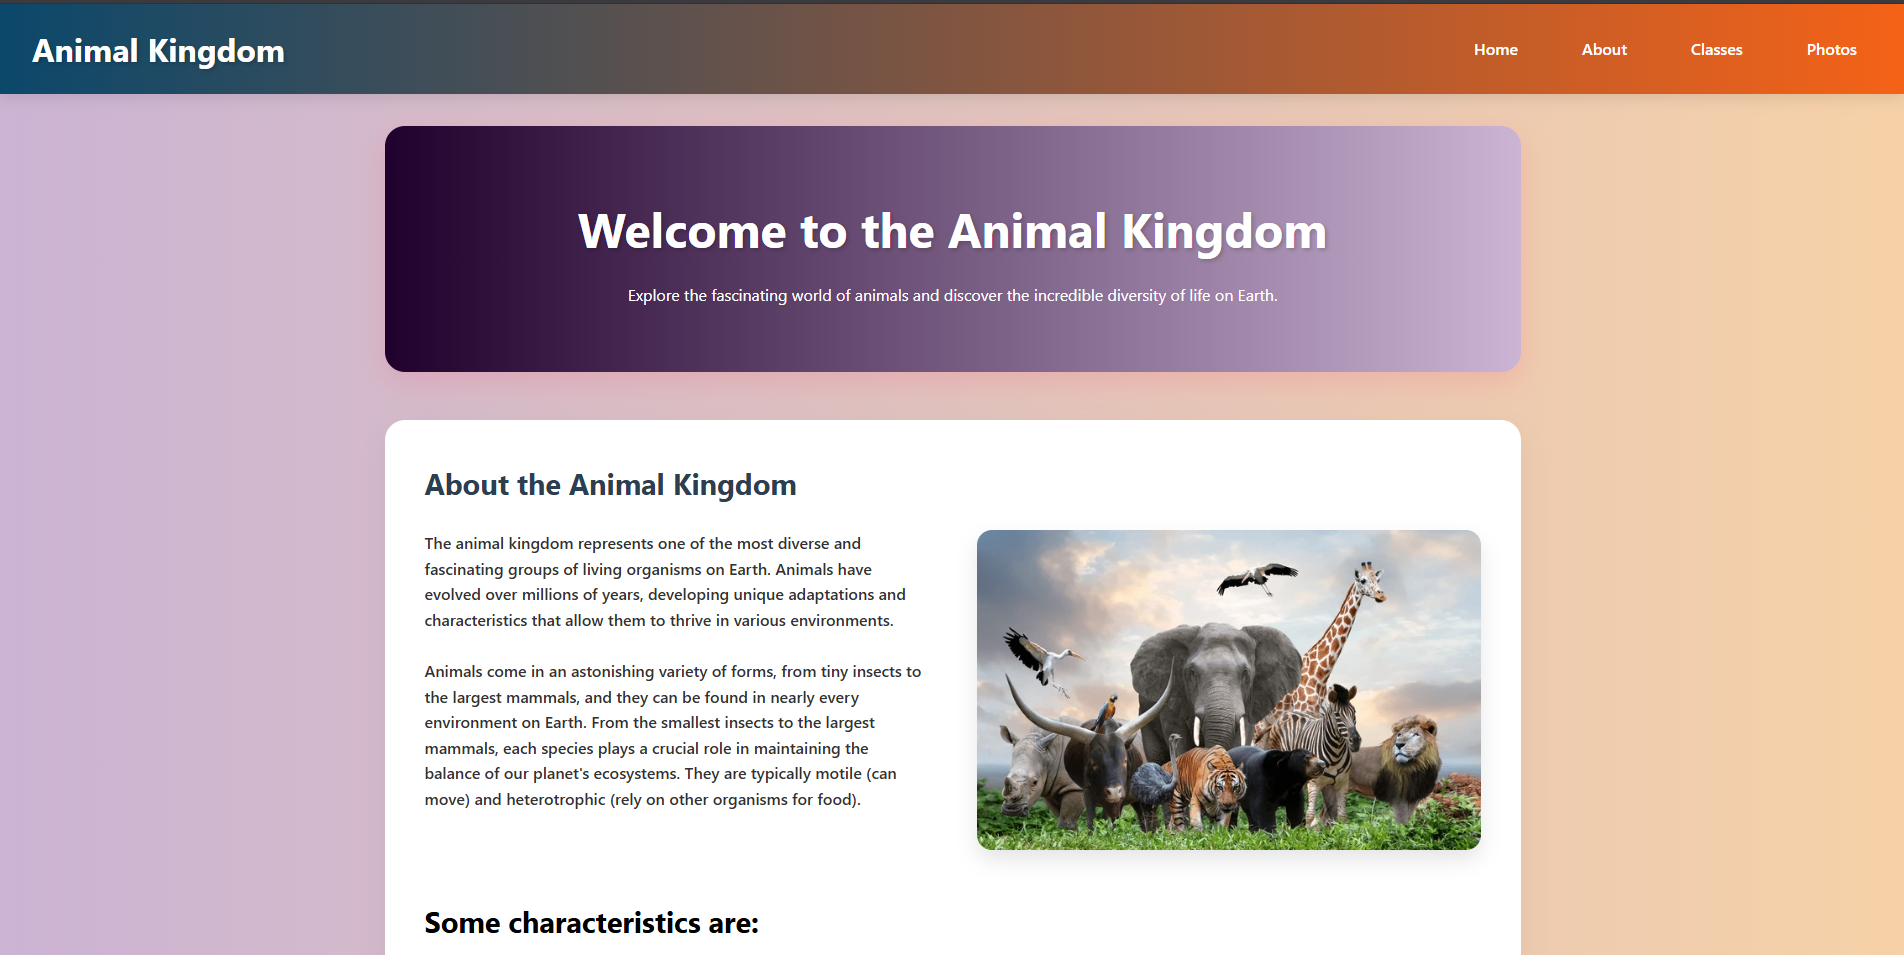 Animal Kingdom
Home About Classes Photos
Welcome to the Animal Kingdom
Explore the fascinating world of animals and discover the incredible diversity of life on Earth.
About the Animal Kingdom
The animal kingdom represents one of the most diverse and
fascinating groups of living organisms on Earth. Animals have
evolved over millions of years, developing unique adaptations and
characteristics that allow them to thrive in various environments.
Animals come in an astonishing variety of forms, from tiny insects to
the largest mammals, and they can be found in nearly every
environment on Earth. From the smallest insects to the largest
mammals, each species plays a crucial role in maintaining the
balance of our planet's ecosystems. They are typically motile (can
move) and heterotrophic (rely on other organisms for food).
Some characteristics are: